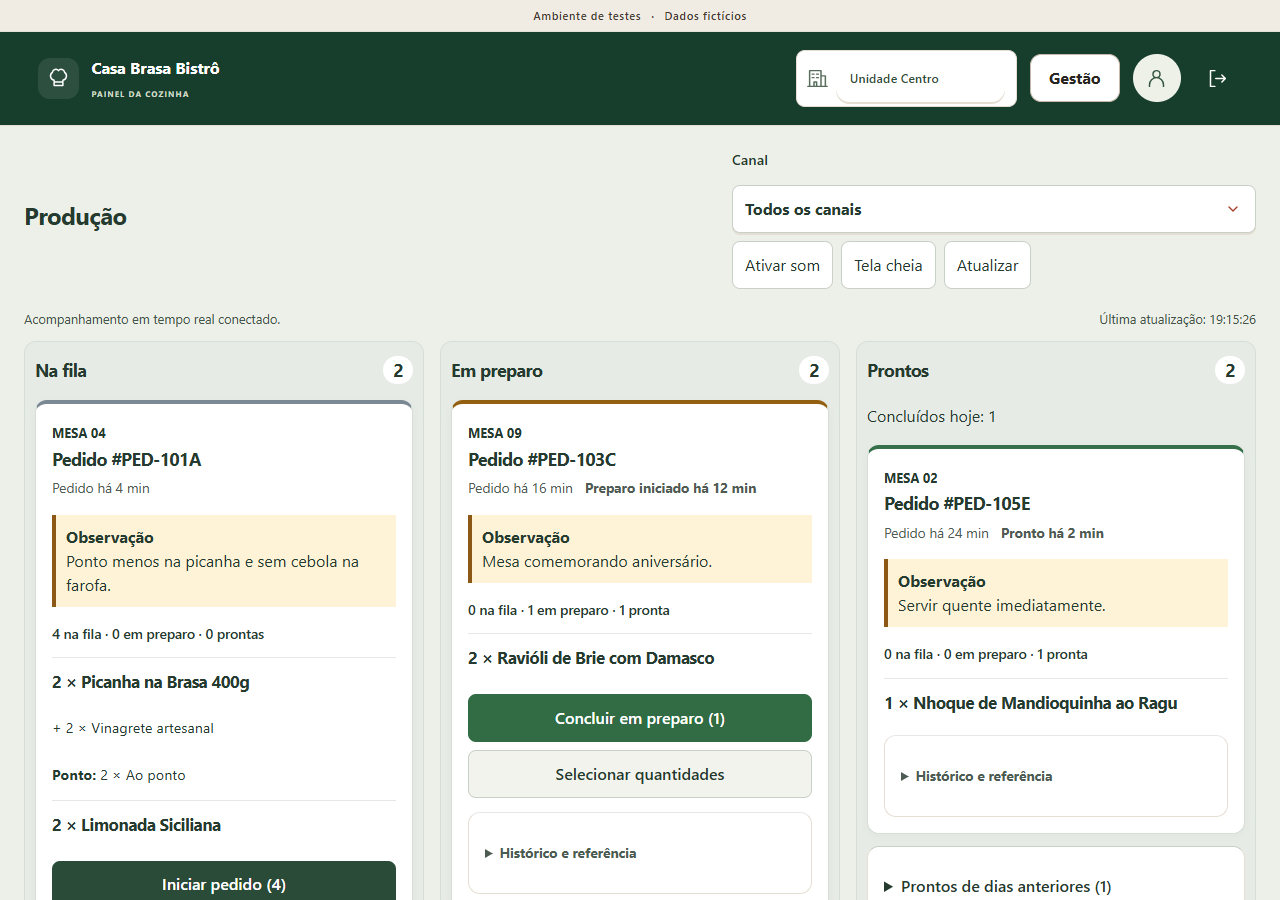 Ambiente de testes · Dados fictícios
Casa Brasa Bistrô
PAINEL DA COZINHA
Unidade Centro
Gestão
Canal
Produção
Todos os canais
Ativar som
Tela cheia
Atualizar
Acompanhamento em tempo real conectado.
Última atualização: 19:15:26
Na fila
2
MESA 04
Pedido #PED-101A
Pedido há 4 min
Observação
Ponto menos na picanha e sem cebola na
farofa.
4 na fila · 0 em preparo · 0 prontas
2 × Picanha na Brasa 400g
+ 2 × Vinagrete artesanal
Ponto: 2 × Ao ponto
2 × Limonada Siciliana
Iniciar pedido (4)
Em preparo
2
MESA 09
Pedido #PED-103C
Pedido há 16 min Preparo iniciado há 12 min
Observação
Mesa comemorando aniversário.
0 na fila · 1 em preparo · 1 pronta
2 × Ravióli de Brie com Damasco
Concluir em preparo (1)
Selecionar quantidades
Histórico e referência
Prontos
2
Concluídos hoje: 1
MESA 02
Pedido #PED-105E
Pedido há 24 min Pronto há 2 min
Observação
Servir quente imediatamente.
0 na fila · 0 em preparo · 1 pronta
1 × Nhoque de Mandioquinha ao Ragu
Histórico e referência
Prontos de dias anteriores (1)